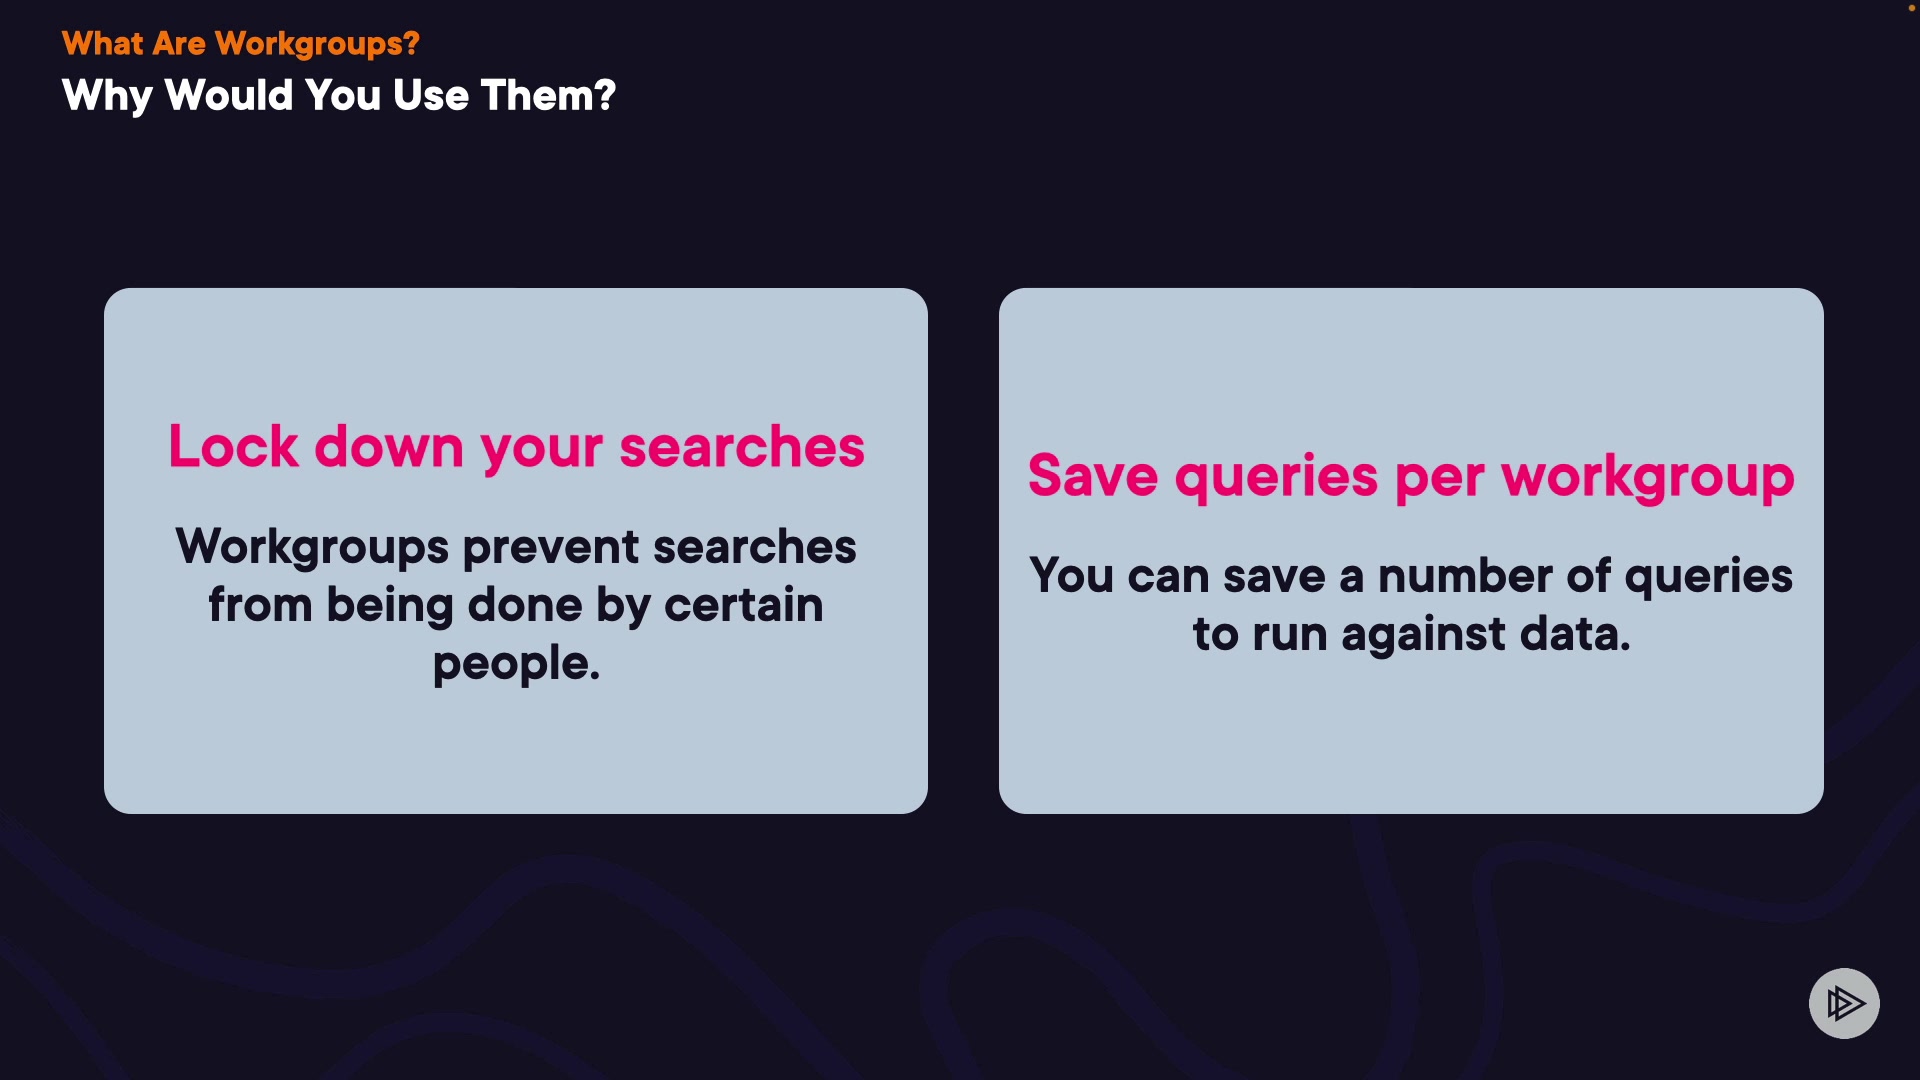 What Are Workgroups?
Why Would You Use Them?
Lock down your searches
Workgroups prevent searches
from being done by certain
people.
Save queries per workgroup
You can save a number of queries
to run against data.